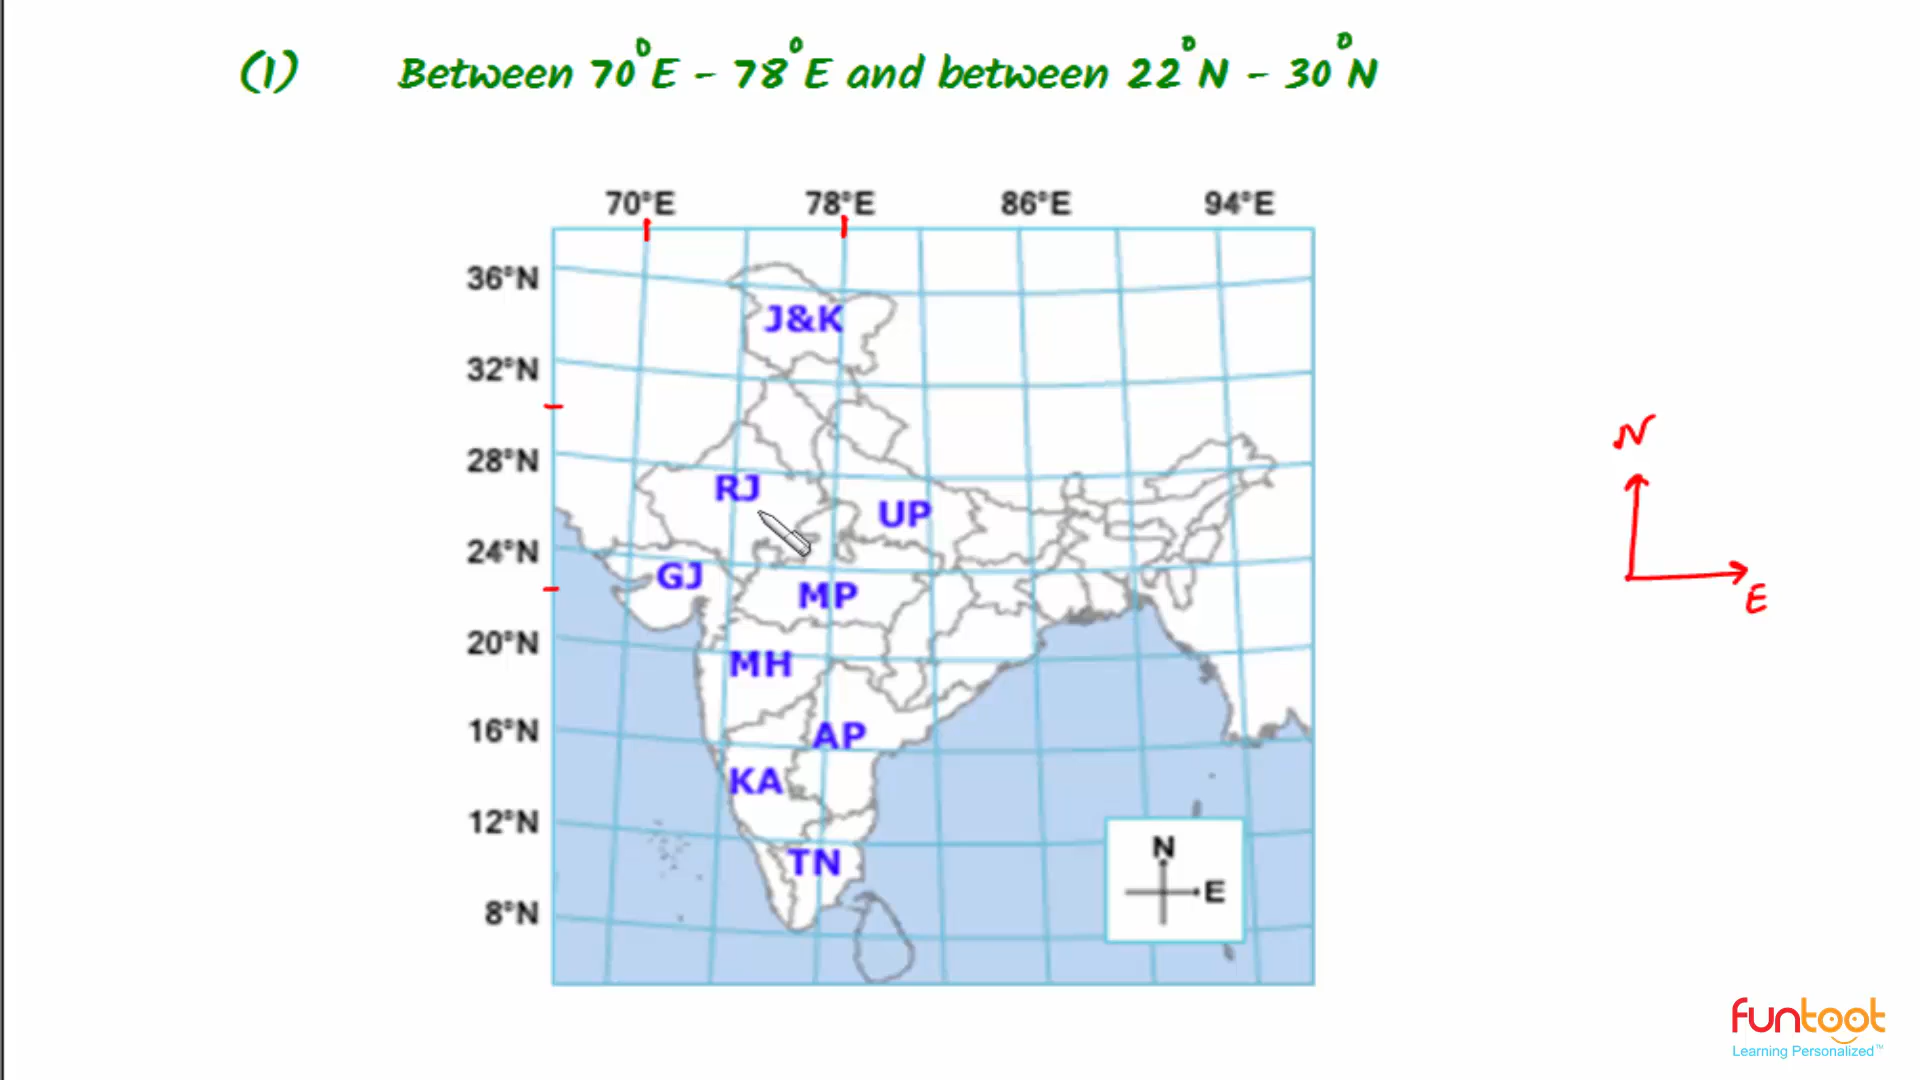 (1) Between 70°E - 78°E and between 22°N - 30°N
70°E 78°E 86°E 94°E
36°N
J&K
32°N
N
28°N
RJ
UP
24°N
GJ
MP
E
20°N
MH
16°N
AP
KA
12°N
N
TN
E
8°N
funtoot
Learning Personalized™